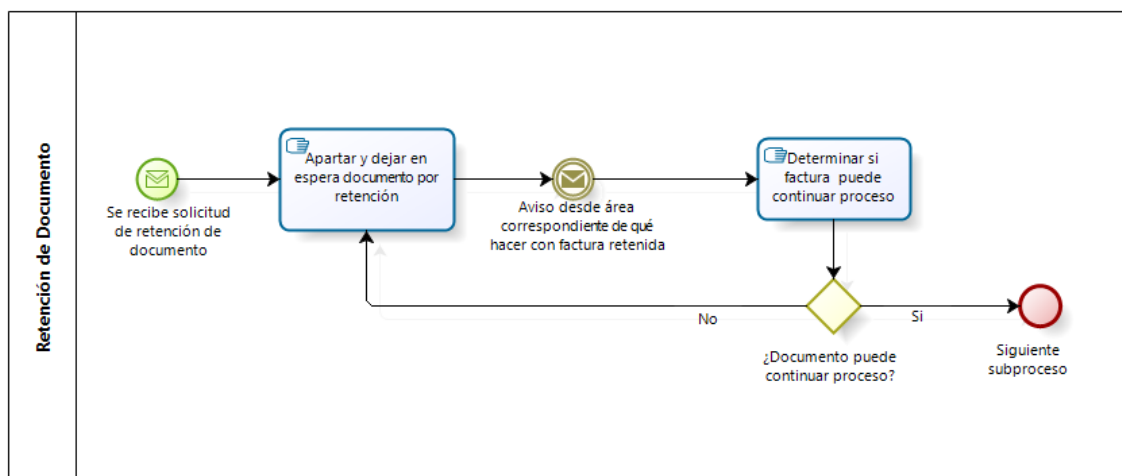 Retención de Documento
Se recibe solicitud
de retención de
documento
Apartar y dejar en
espera documento por
retención
Aviso desde área
correspondiente de qué
hacer con factura retenida
Determinar si
factura puede
continuar proceso
¿Documento puede
continuar proceso?
No
Si
Siguiente
subproceso